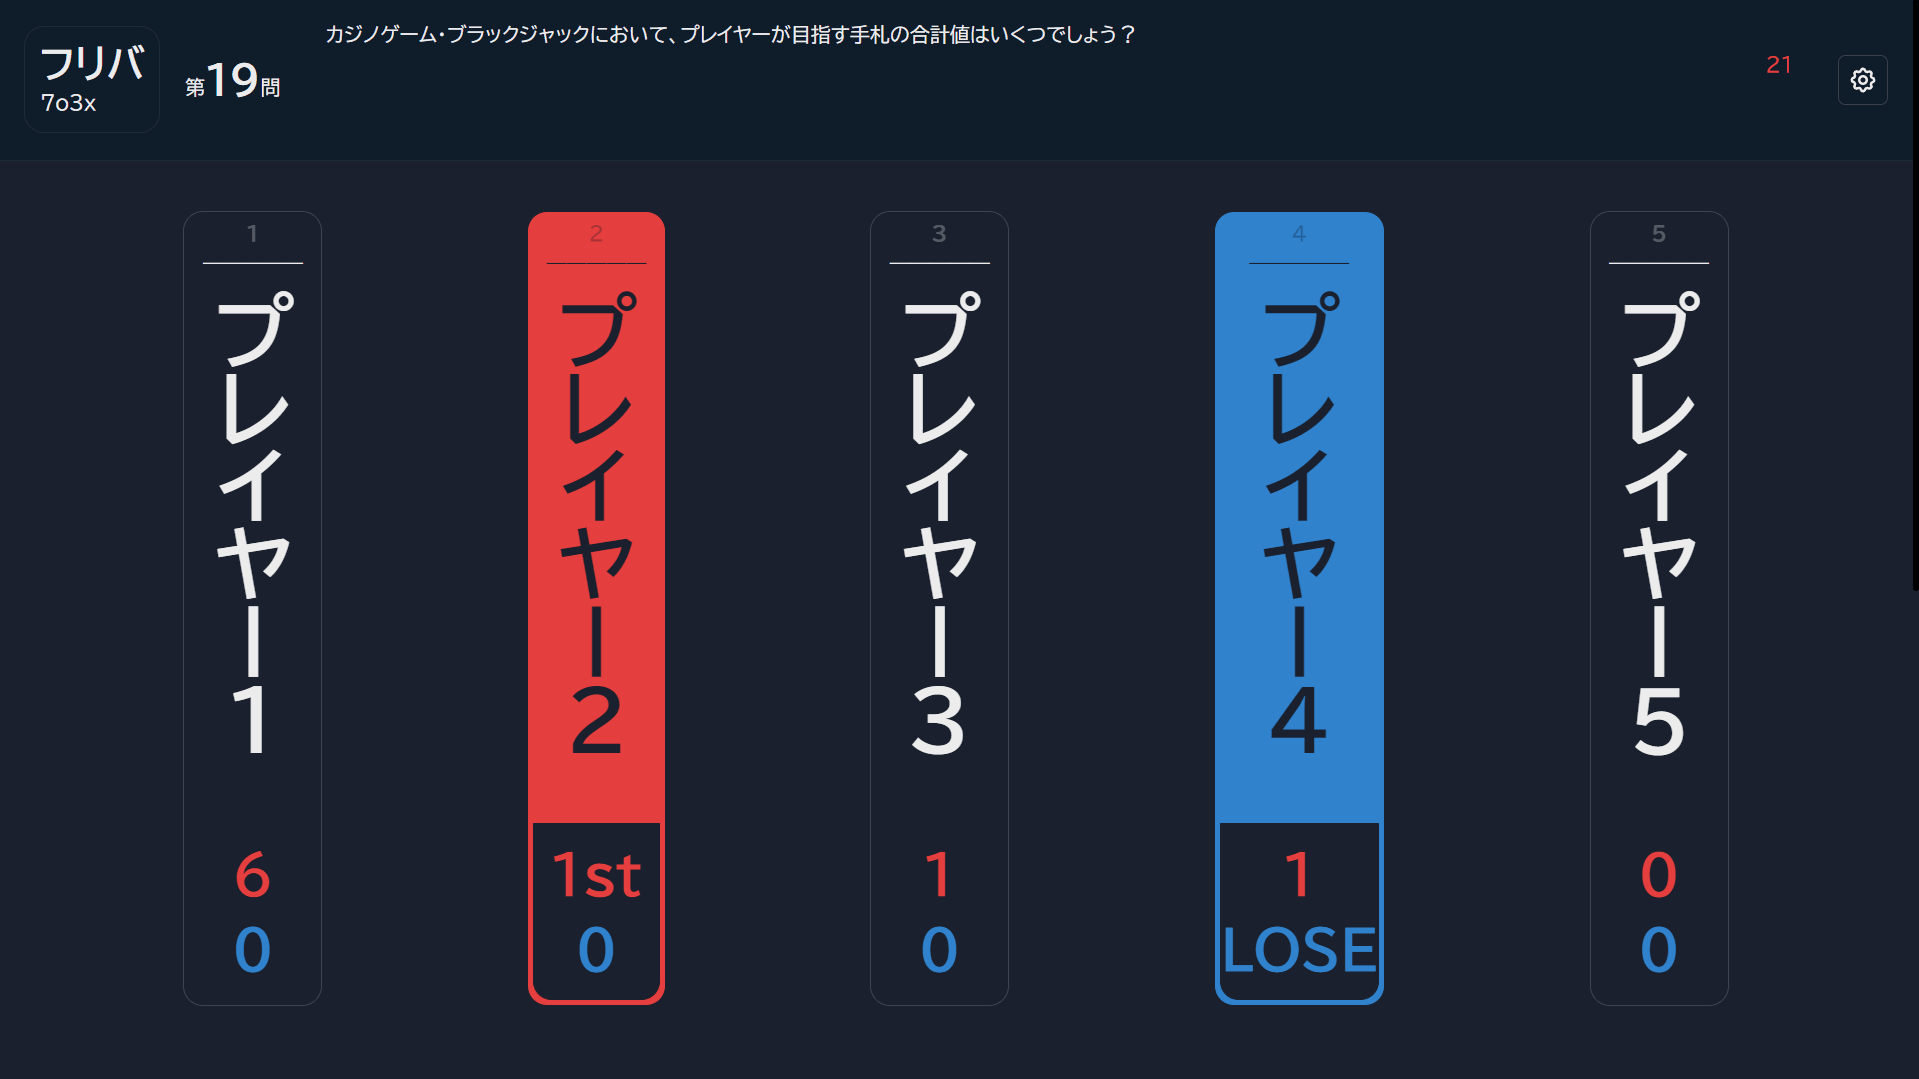 フリバ
7o3x
第19問
カジノゲーム・ブラックジャックにおいて、プレイヤーが目指す手札の合計値はいくつでしょう？
21
1
プレイヤー1
6
0
2
プレイヤー2
1st
0
3
プレイヤー3
1
0
4
プレイヤー4
1
LOSE
5
プレイヤー5
0
0